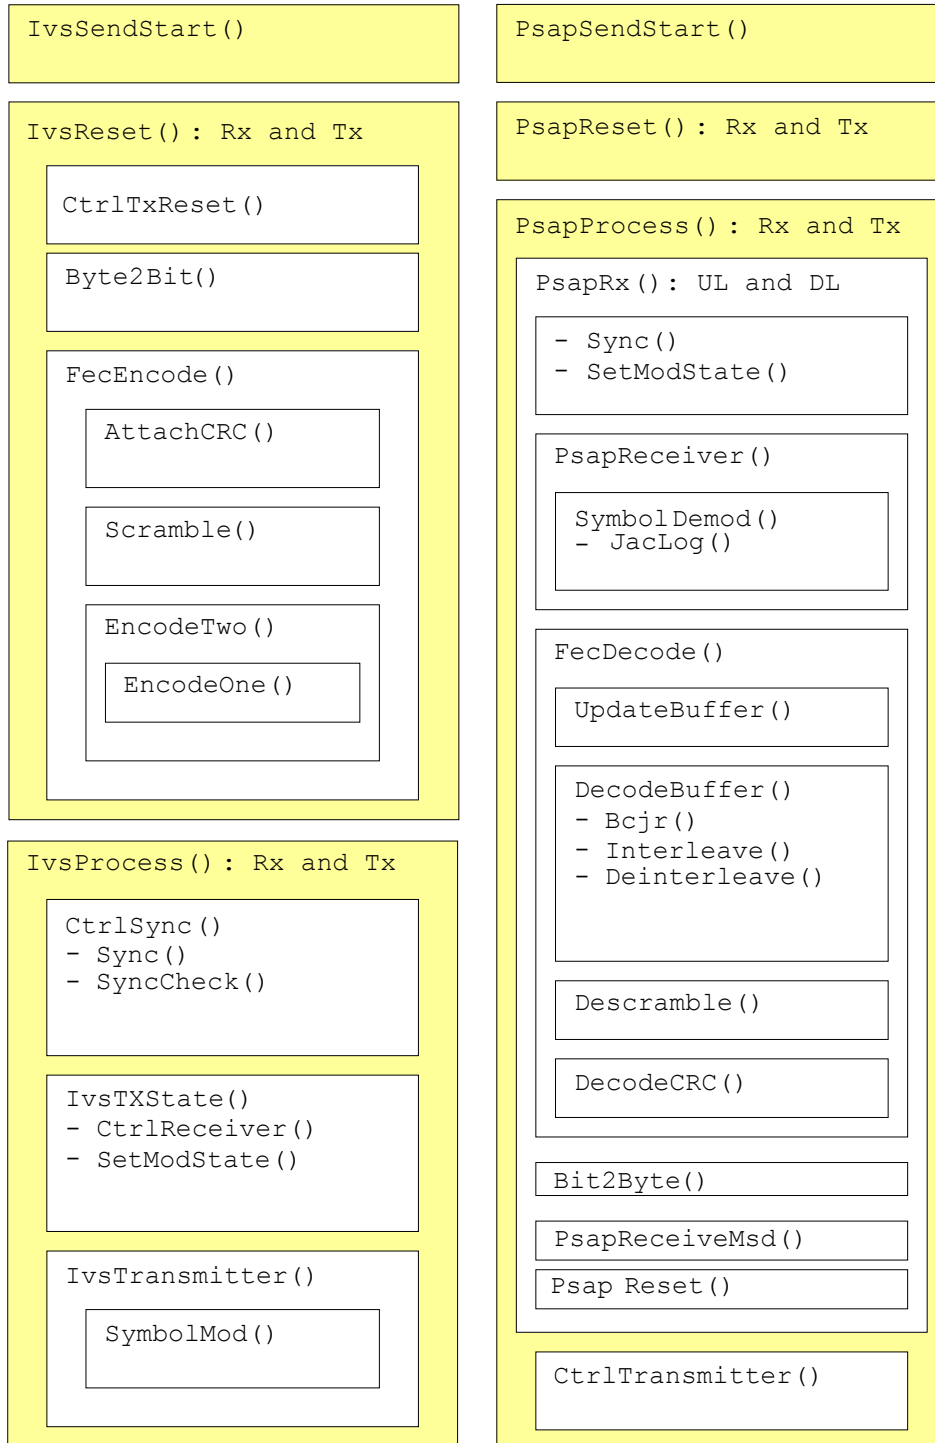 IvsSendStart()
IvsReset(): Rx and Tx
CtrlTxReset()
Byte2Bit()
FecEncode()
AttachCRC()
Scramble()
EncodeTwo()
EncodeOne()
IvsProcess(): Rx and Tx
CtrlSync()
- Sync()
- SyncCheck()
IvsTXState()
- CtrlReceiver()
- SetModState()
IvsTransmitter()
SymbolMod()
PsapSendStart()
PsapReset(): Rx and Tx
PsapProcess(): Rx and Tx
PsapRx(): UL and DL
- Sync()
- SetModState()
PsapReceiver()
SymbolDemod()
- JacLog()
FecDecode()
UpdateBuffer()
DecodeBuffer()
- Bcjr()
- Interleave()
- Deinterleave()
Descramble()
DecodeCRC()
Bit2Byte()
PsapReceiveMsd()
Psap Reset()
CtrlTransmitter()